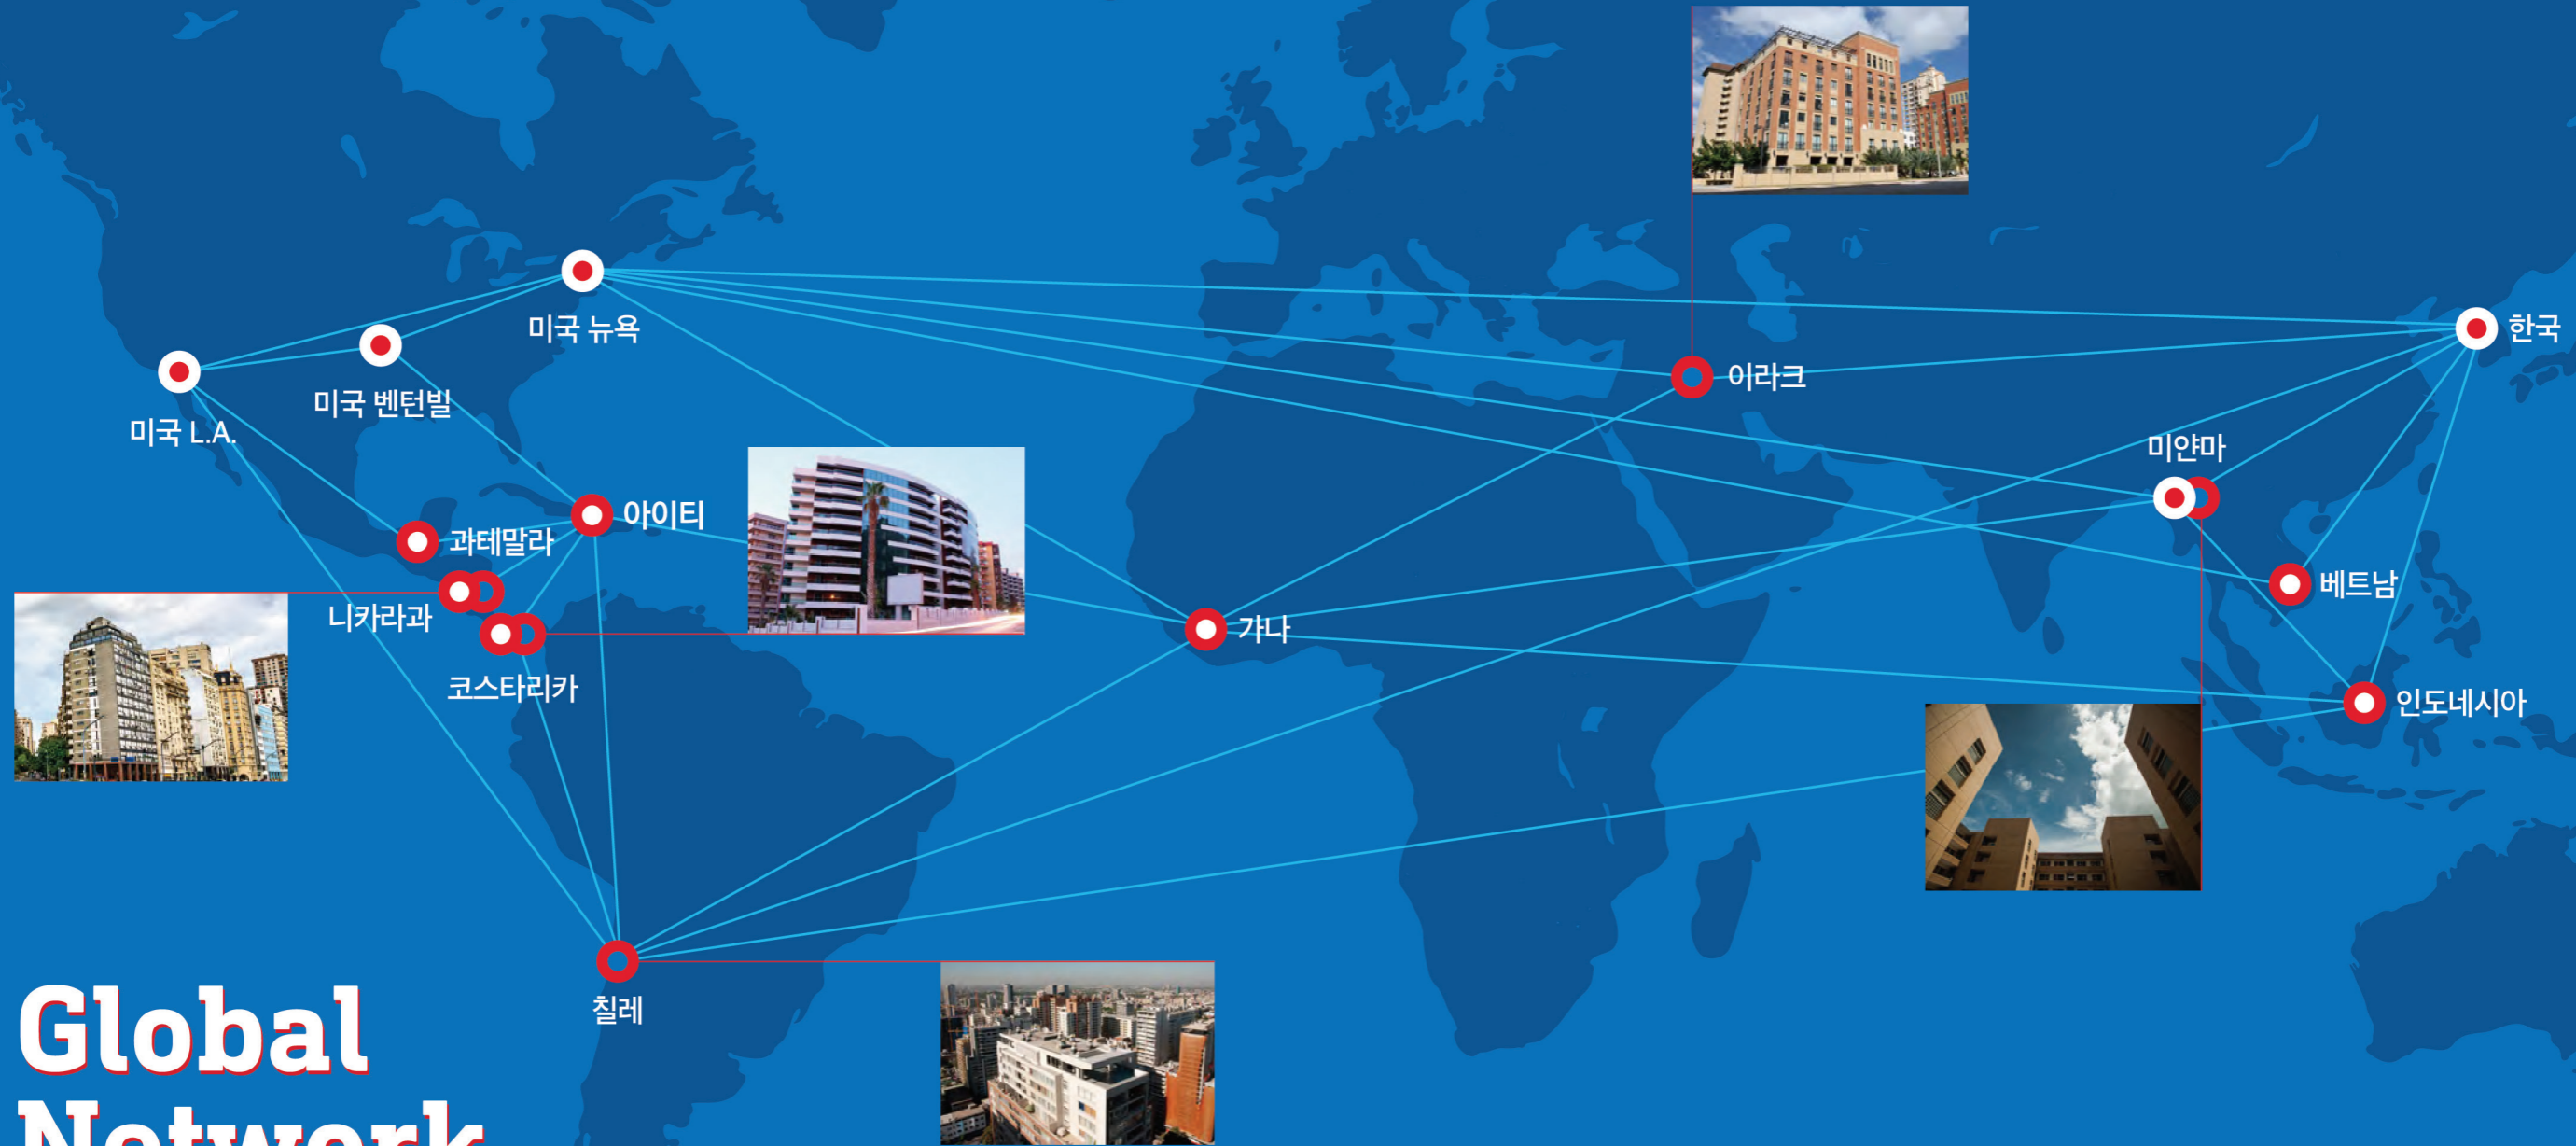 미국 뉴욕
한국
미국 벤턴빌
이라크
미국 L.A.
미얀마
아이티
과테말라
베트남
니카라과
가나
코스타리카
인도네시아
칠레
Global
Network